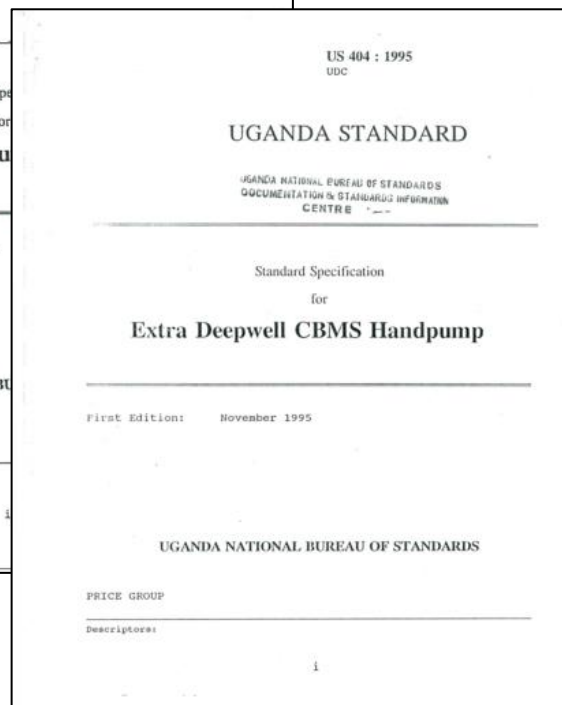 US 404 : 1995
UDC
UGANDA STANDARD
UGANDA NATIONAL BUREAU OF STANDARDS
DOCUMENTATION & STANDARDS INFORMATION
CENTRE
Standard Specification
for
Extra Deepwell CBMS Handpump
First Edition: November 1995
UGANDA NATIONAL BUREAU OF STANDARDS
PRICE GROUP
Descriptors:
i